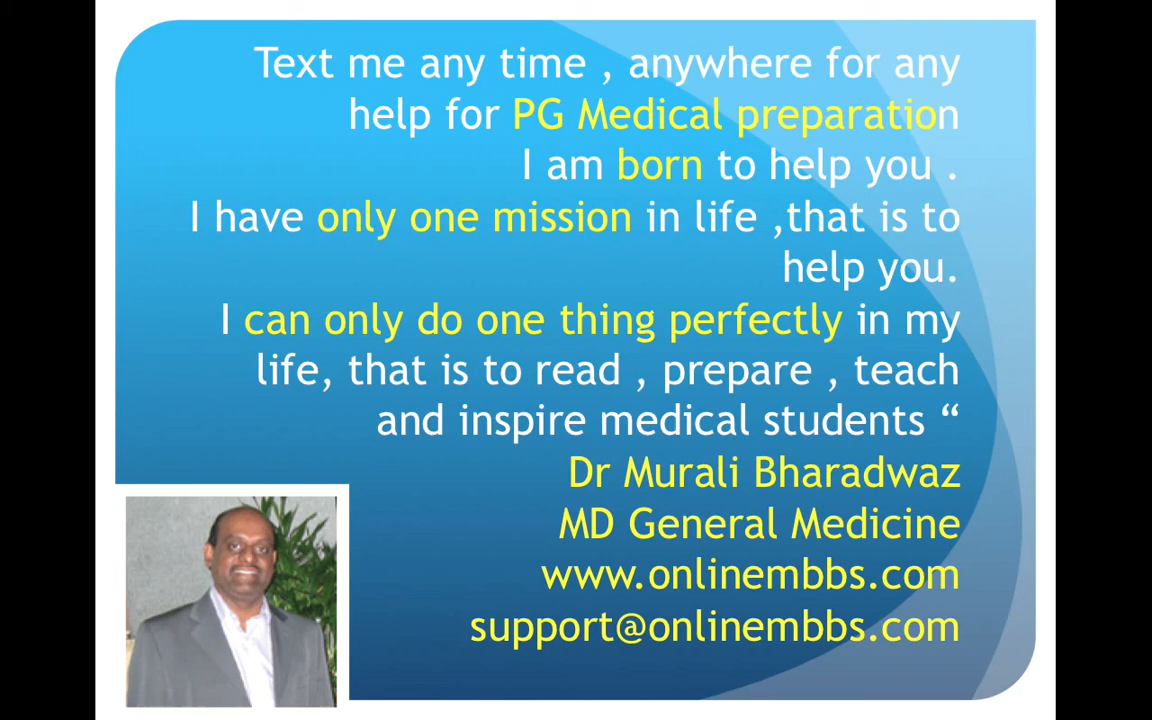 Text me any time , anywhere for any
help for PG Medical preparation
I am born to help you .
I have only one mission in life ,that is to
help you.
I can only do one thing perfectly in my
life, that is to read , prepare , teach
and inspire medical students “
Dr Murali Bharadwaz
MD General Medicine
www.onlinembbs.com
support@onlinembbs.com